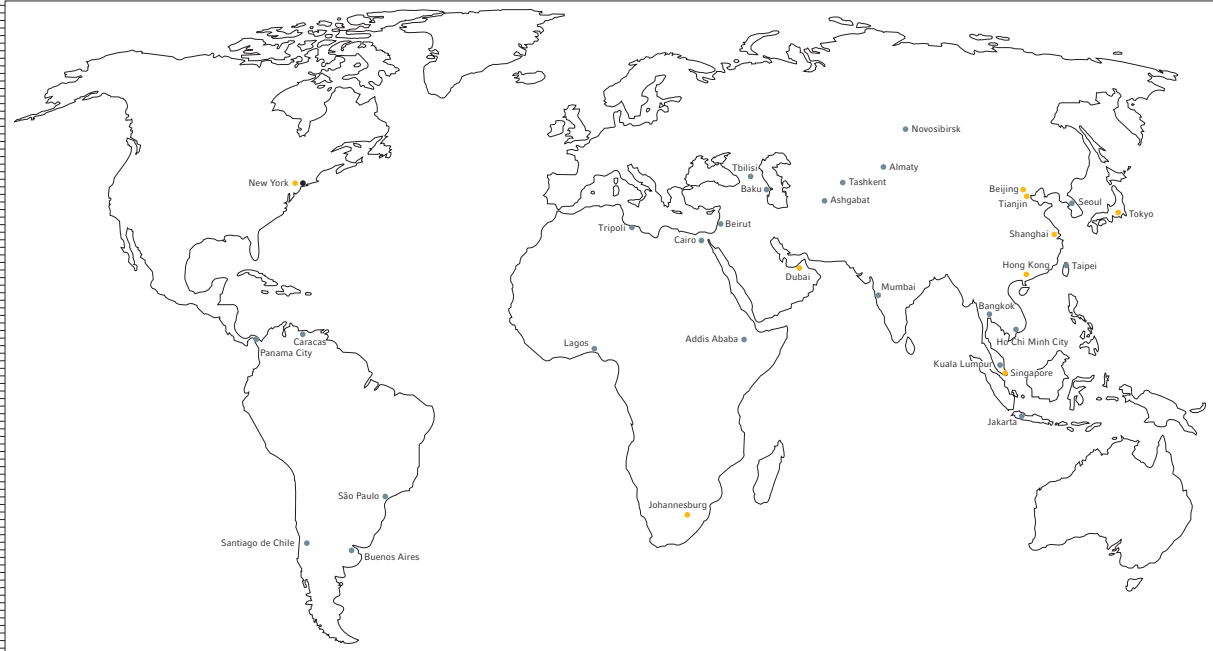 Novosibirsk
Tbilisi
Almaty
New York
Baku
Tashkent
Beijing
Ashgabat
Tianjin
Seoul
Tokyo
Tripoli
Beirut
Shanghai
Cairo
Hong Kong
Taipei
Dubai
Mumbai
Bangkok
Caracas
Panama City
Lagos
Addis Ababa
Ho Chi Minh City
Kuala Lumpur
Singapore
Jakarta
São Paulo
Johannesburg
Santiago de Chile
Buenos Aires